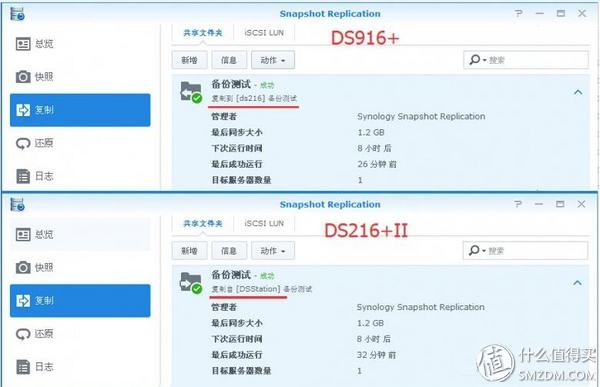 Snapshot Replication
总览
快照
复制
还原
日志
共享文件夹 iSCSI LUN
DS916+
新增 信息 动作 搜索
备份测试 - 成功
复制到 [ds216] 备份测试
管理者 Synology Snapshot Replication
最后同步大小 1.2 GB
下次运行时间 8 小时 后
最后成功运行 26 分钟 前
目标服务器数量 1
Snapshot Replication
总览
快照
复制
还原
日志
共享文件夹 iSCSI LUN
DS216+II
新增 信息 动作 搜索
备份测试 - 成功
复制自 [DSStation] 备份测试
管理者 Synology Snapshot Replication
最后同步大小 1.2 GB
下次运行时间 8 小时 后
最后成功运行 32 分钟 前
目标服务器数量 1
值 什么值得买
SMZDM.COM